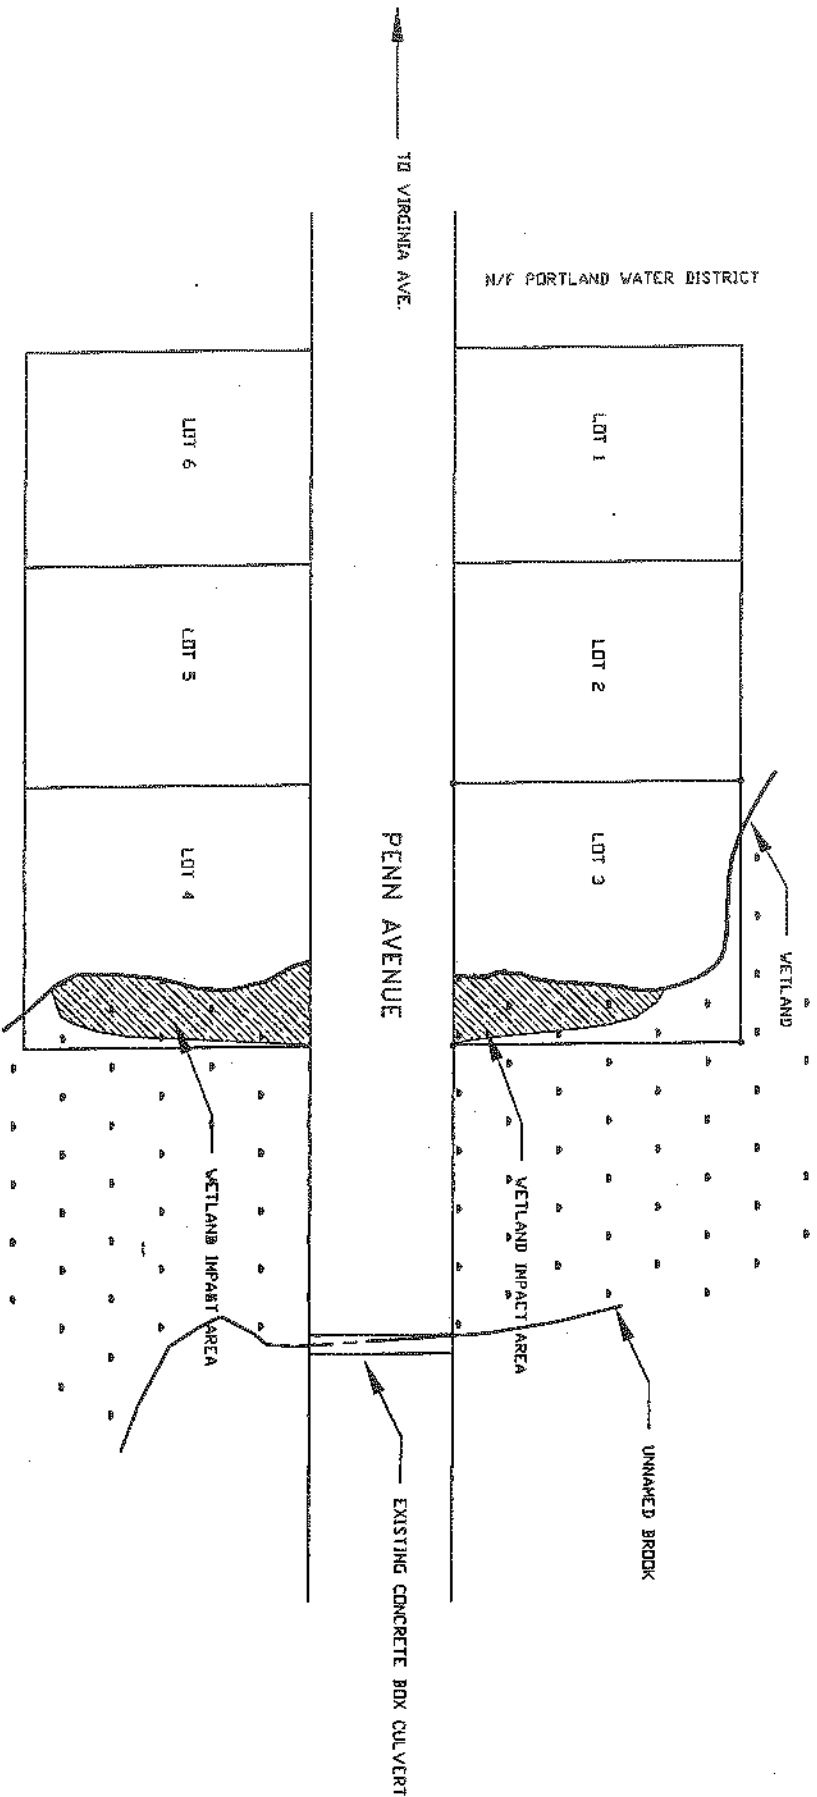 TO VIRGINIA AVE.
N/F PORTLAND WATER DISTRICT
LOT 6
LOT 1
LOT 5
LOT 2
LOT 4
PENN AVENUE
LOT 3
WETLAND
WETLAND IMPACT AREA
WETLAND IMPACT AREA
UNNAMED BROOK
EXISTING CONCRETE BOX CULVERT